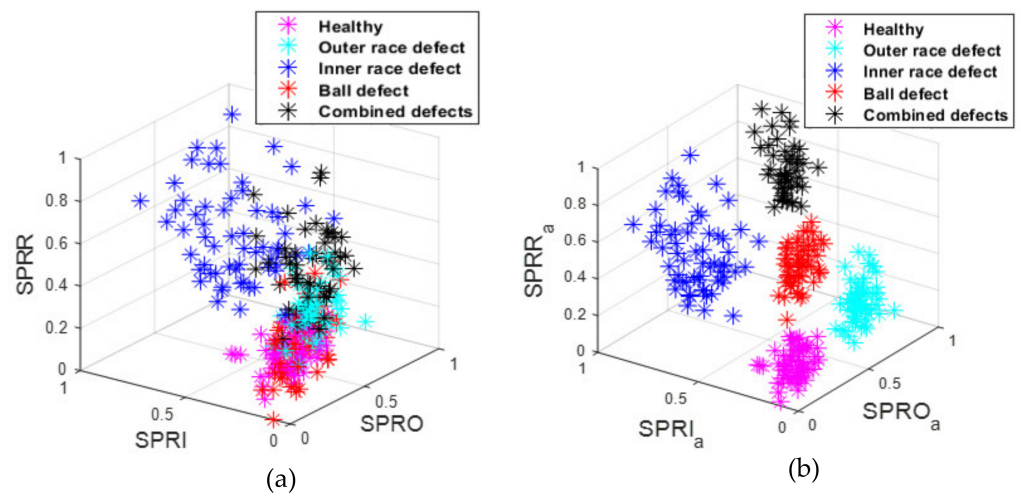 Healthy
Outer race defect
Inner race defect
Ball defect
Combined defects
1
0.8
0.6
0.4
0.2
0
SPRR
1
0.5
0
SPRI
0
0.5
1
SPRO
(a)
Healthy
Outer race defect
Inner race defect
Ball defect
Combined defects
1
0.8
0.6
0.4
0.2
0
SPRRa
1
0.5
0
SPRIa
0
0.5
1
SPROa
(b)